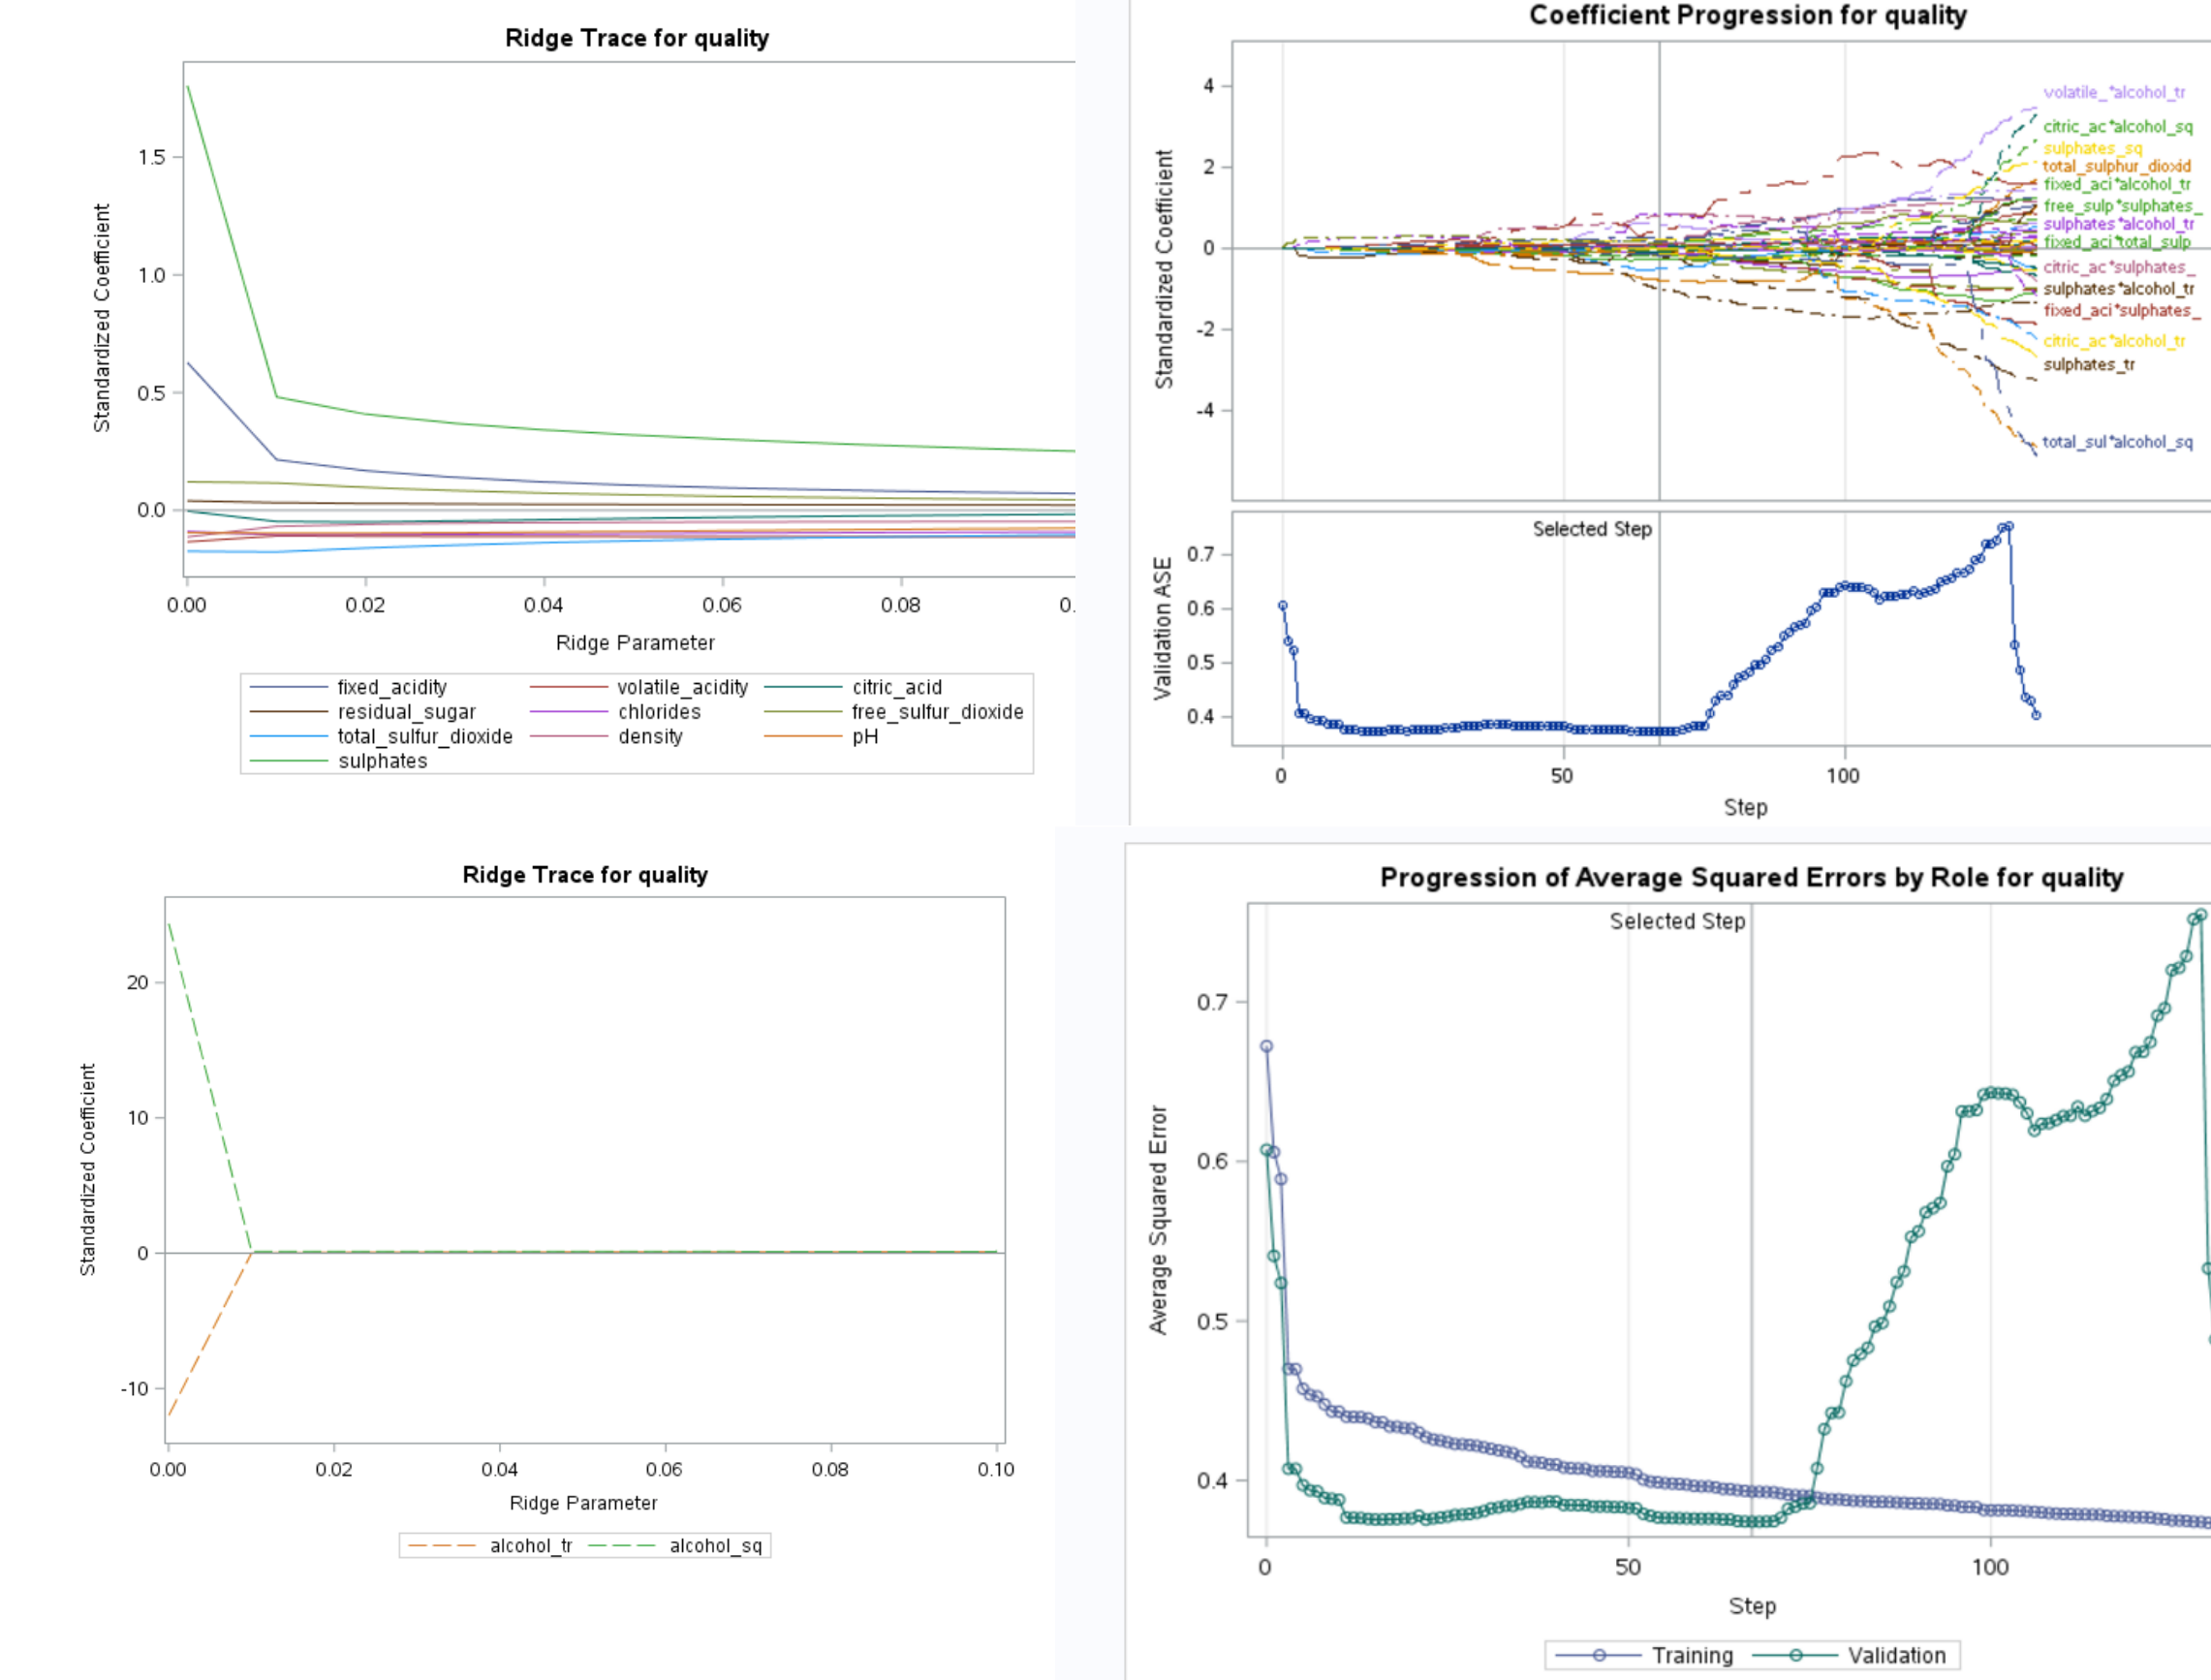 Ridge Trace for quality
Standardized Coefficient
1.5
1.0
0.5
0.0
0.00 0.02 0.04 0.06 0.08 0.
Ridge Parameter
fixed_acidity volatile_acidity citric_acid
residual_sugar chlorides free_sulfur_dioxide
total_sulfur_dioxide density pH
sulphates
Coefficient Progression for quality
Standardized Coefficient
4
2
0
-2
-4
volatile_*alcohol_tr
citric_ac*alcohol_sq
sulphates_sq
total_sulphur_dioxid
fixed_aci*alcohol_tr
free_sulp*sulphates_
sulphates*alcohol_tr
fixed_aci*total_sulp
citric_ac*sulphates_
sulphates*alcohol_tr
fixed_aci*sulphates_
citric_ac*alcohol_tr
sulphates_tr
total_sul*alcohol_sq
Selected Step
Validation ASE
0.7
0.6
0.5
0.4
0 50 100
Step
Ridge Trace for quality
Standardized Coefficient
20
10
0
-10
0.00 0.02 0.04 0.06 0.08 0.10
Ridge Parameter
alcohol_tr alcohol_sq
Progression of Average Squared Errors by Role for quality
Selected Step
Average Squared Error
0.7
0.6
0.5
0.4
0 50 100
Step
Training Validation